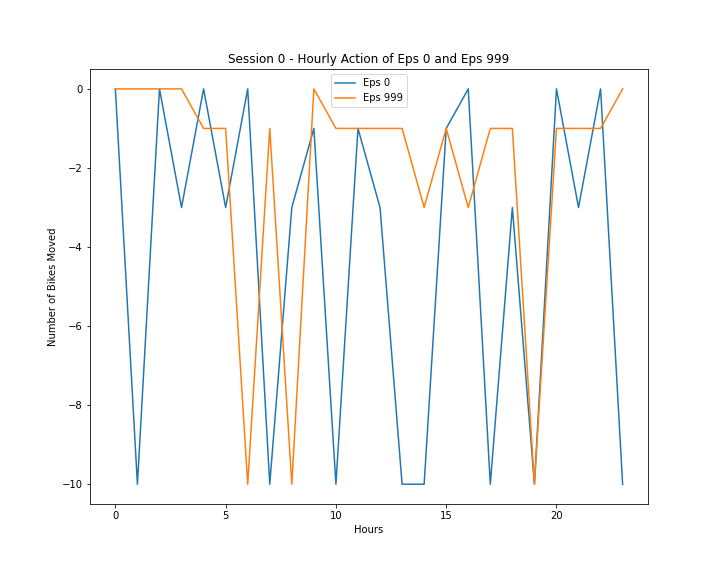 Session 0 - Hourly Action of Eps 0 and Eps 999
Eps 0
Eps 999
Number of Bikes Moved
0
−2
−4
−6
−8
−10
0
5
10
15
20
Hours